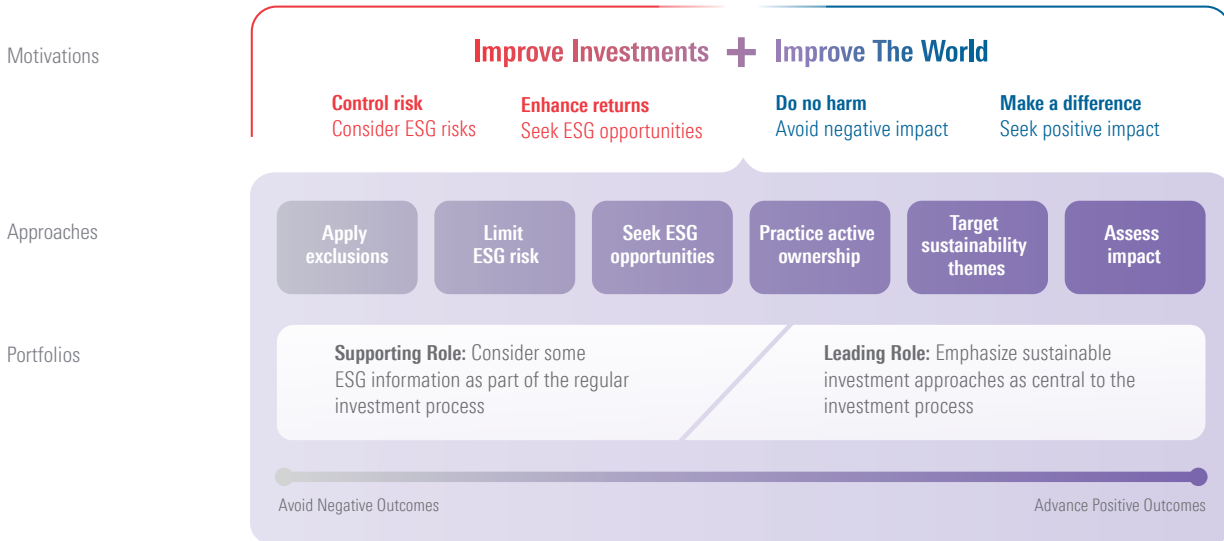 Motivations
Improve Investments + Improve The World
Control risk
Consider ESG risks
Enhance returns
Seek ESG opportunities
Do no harm
Avoid negative impact
Make a difference
Seek positive impact
Approaches
Apply
exclusions
Limit
ESG risk
Seek ESG
opportunities
Practice active
ownership
Target
sustainability
themes
Assess
impact
Portfolios
Supporting Role: Consider some
ESG information as part of the regular
investment process
Leading Role: Emphasize sustainable
investment approaches as central to the
investment process
Avoid Negative Outcomes
Advance Positive Outcomes